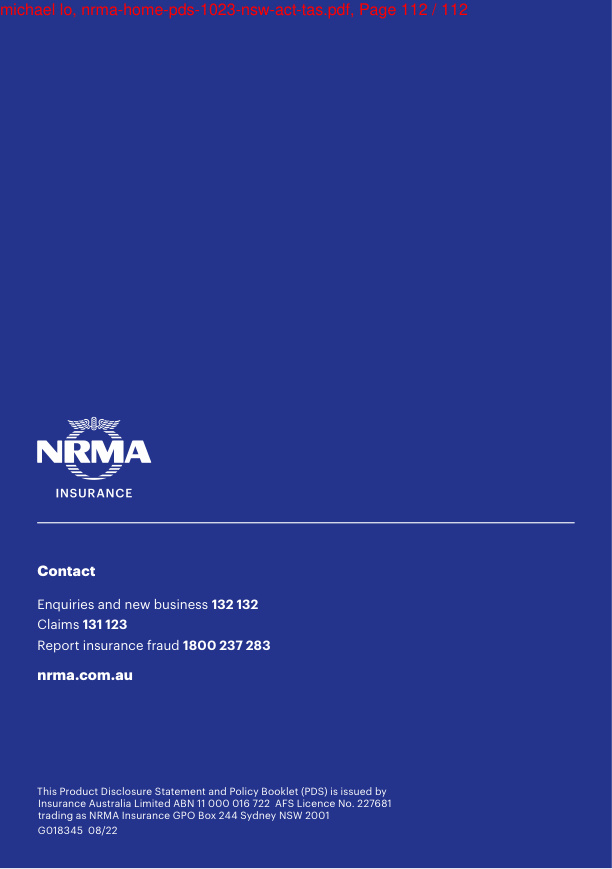 michael lo, nrma-home-pds-1023-nsw-act-tas.pdf, Page 112 / 112
NRMA
INSURANCE
Contact
Enquiries and new business 132 132
Claims 131 123
Report insurance fraud 1800 237 283
nrma.com.au
This Product Disclosure Statement and Policy Booklet (PDS) is issued by
Insurance Australia Limited ABN 11 000 016 722 AFS Licence No. 227681
trading as NRMA Insurance GPO Box 244 Sydney NSW 2001
G018345 08/22